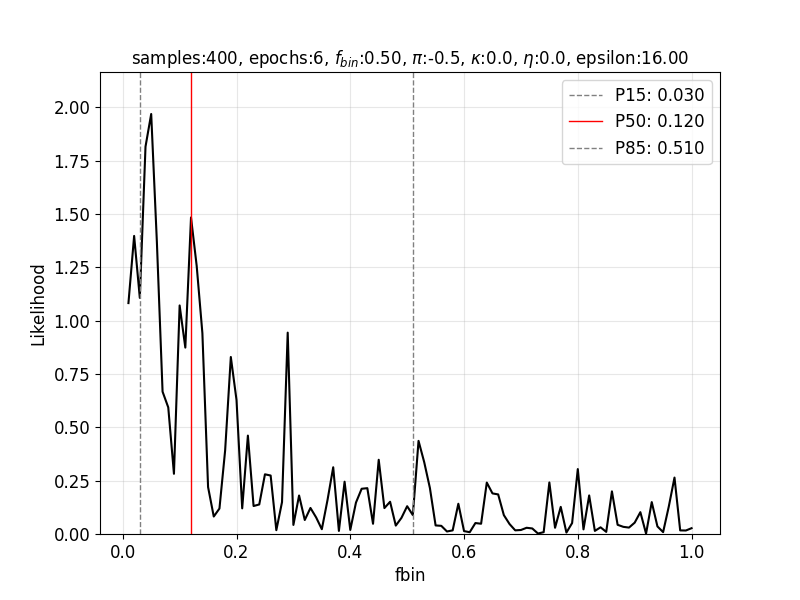 samples:400, epochs:6, f_bin:0.50, π:-0.5, κ:0.0, η:0.0, epsilon:16.00
P15: 0.030
P50: 0.120
P85: 0.510
2.00
1.75
1.50
1.25
1.00
0.75
0.50
0.25
0.00
Likelihood
0.0 0.2 0.4 0.6 0.8 1.0
fbin